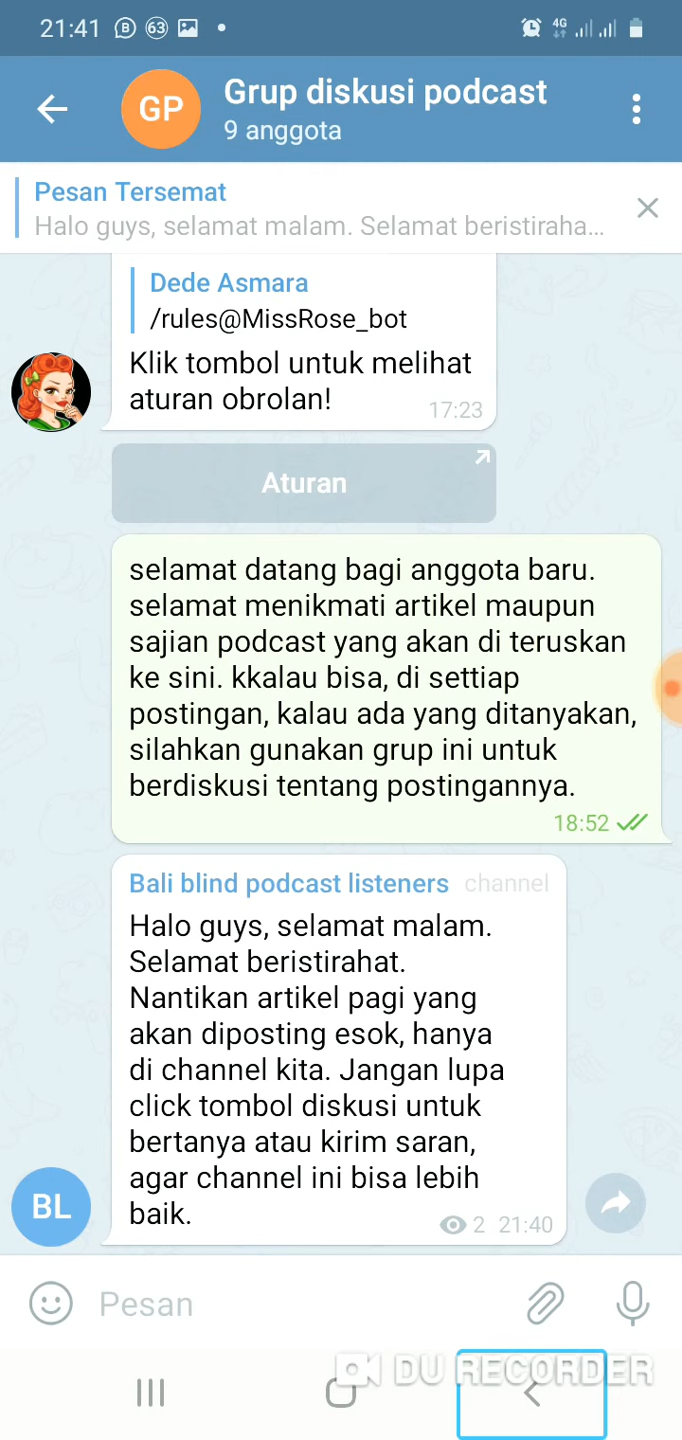 21:41 B 63 4G
GP Grup diskusi podcast
9 anggota
Pesan Tersemat
Halo guys, selamat malam. Selamat beristiraha...
Dede Asmara
/rules@MissRose_bot
Klik tombol untuk melihat
aturan obrolan!
17:23
Aturan
selamat datang bagi anggota baru.
selamat menikmati artikel maupun
sajian podcast yang akan di teruskan
ke sini. kkalau bisa, di settiap
postingan, kalau ada yang ditanyakan,
silahkan gunakan grup ini untuk
berdiskusi tentang postingannya.
18:52
Bali blind podcast listeners channel
Halo guys, selamat malam.
Selamat beristirahat.
Nantikan artikel pagi yang
akan diposting esok, hanya
di channel kita. Jangan lupa
click tombol diskusi untuk
bertanya atau kirim saran,
agar channel ini bisa lebih
baik.
BL
2 21:40
Pesan
DU RECORDER